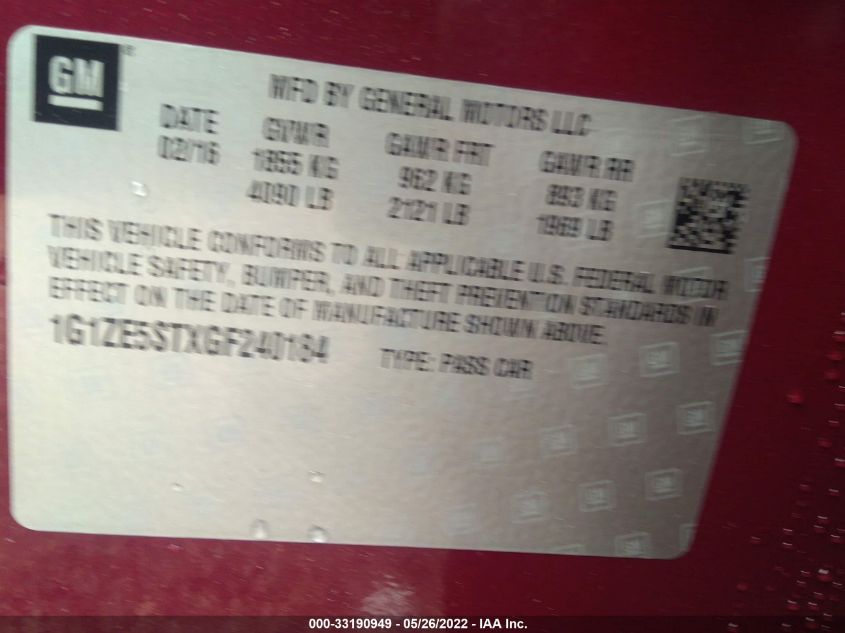 GM
MFD BY GENERAL MOTORS LLC
DATE GVWR GAWR FRT GAWR RR
02/16 1855 KG 962 KG 893 KG
4090 LB 2121 LB 1969 LB
THIS VEHICLE CONFORMS TO ALL APPLICABLE U.S. FEDERAL MOTOR
VEHICLE SAFETY, BUMPER, AND THEFT PREVENTION STANDARDS IN
EFFECT ON THE DATE OF MANUFACTURE SHOWN ABOVE.
1G1ZE5STXGF240184 TYPE: PASS CAR
000-33190949 - 05/26/2022 - IAA Inc.